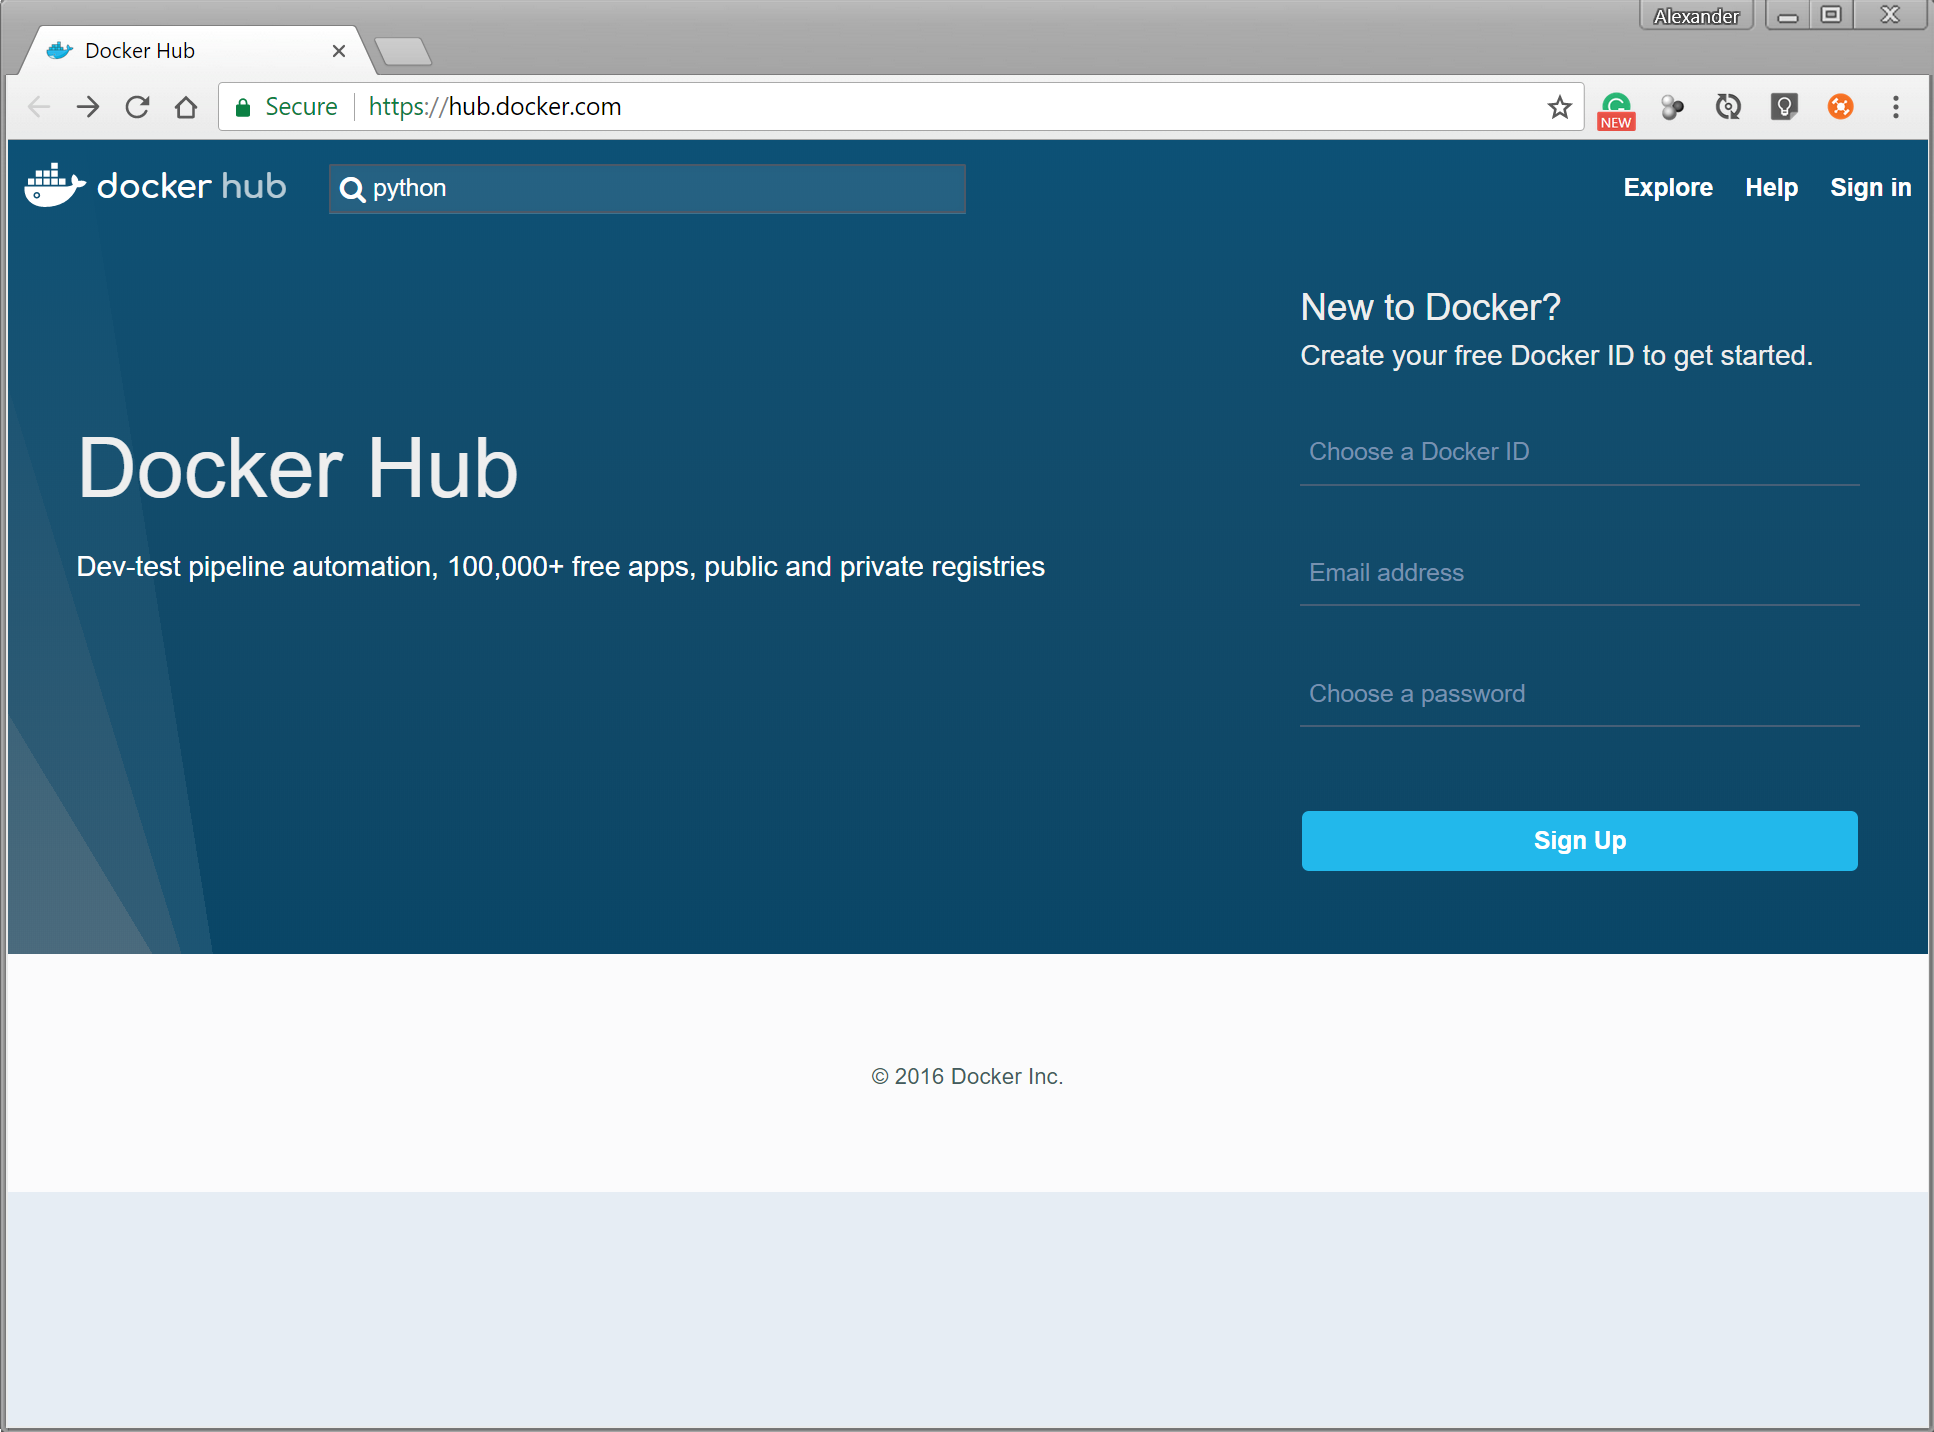 Alexander
Docker Hub
Secure https://hub.docker.com
NEW
docker hub
python
Explore Help Sign in
New to Docker?
Create your free Docker ID to get started.
Choose a Docker ID
Docker Hub
Dev-test pipeline automation, 100,000+ free apps, public and private registries
Email address
Choose a password
Sign Up
© 2016 Docker Inc.